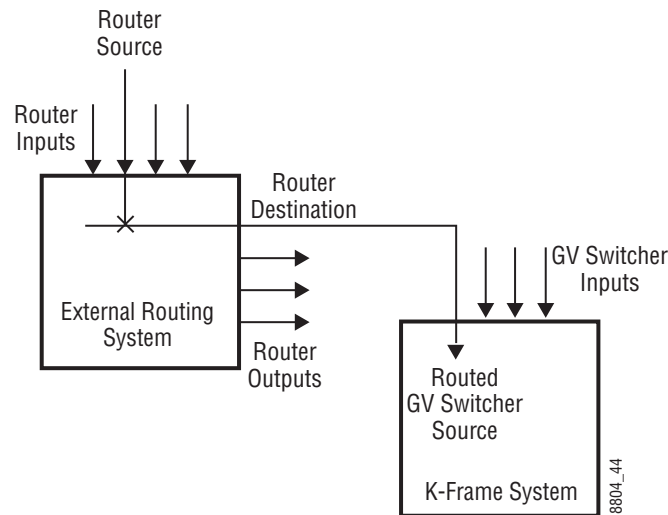 Router
Source
Router
Inputs
Router
Destination
GV Switcher
Inputs
External Routing
System
Router
Outputs
Routed
GV Switcher
Source
K-Frame System
8804_44